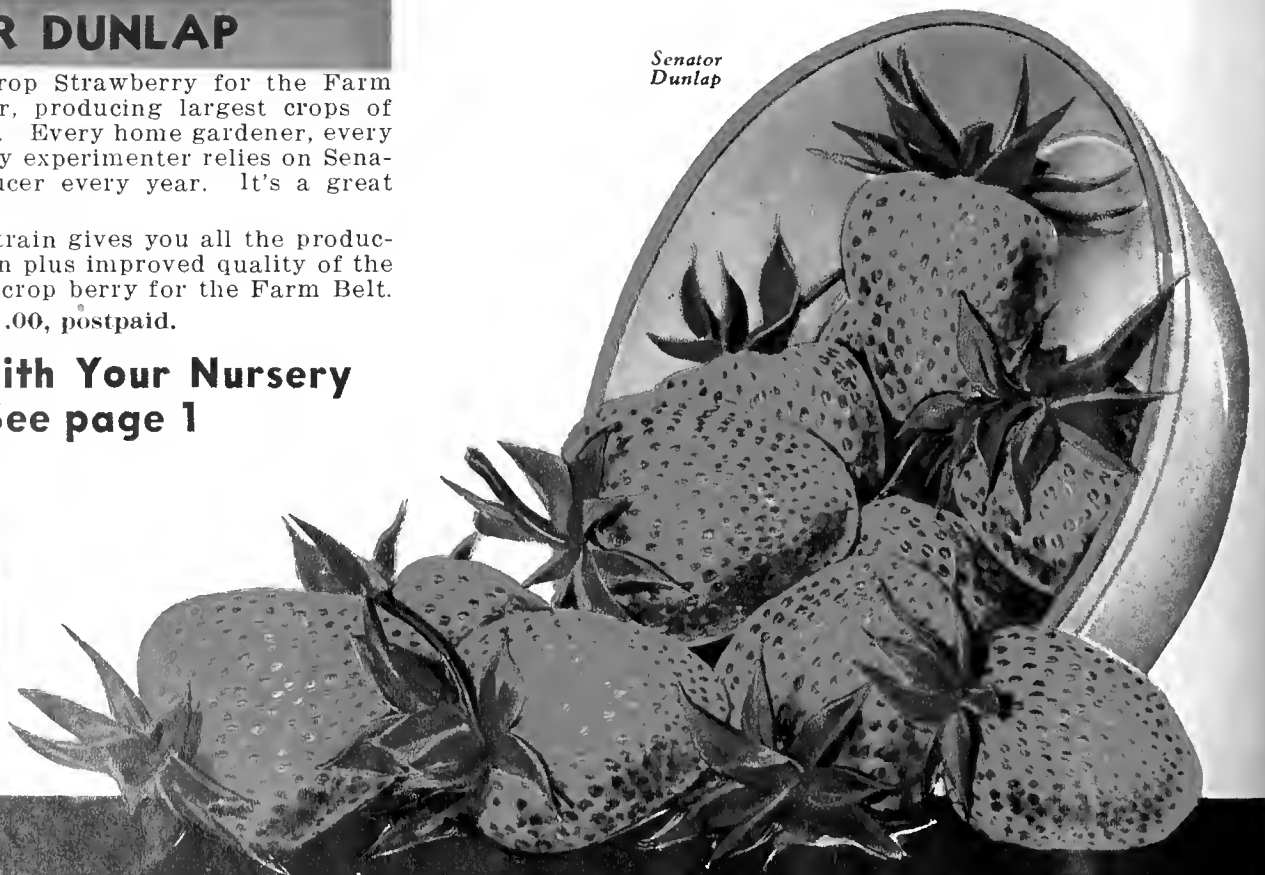 R DUNLAP
rop Strawberry for the Farm
r, producing largest crops of
. Every home gardener, every
y experimenter relies on Sena-
ucer every year. It's a great
train gives you all the produc-
n plus improved quality of the
crop berry for the Farm Belt.
.00, postpaid.
ith Your Nursery
See page 1
Senator
Dunlap